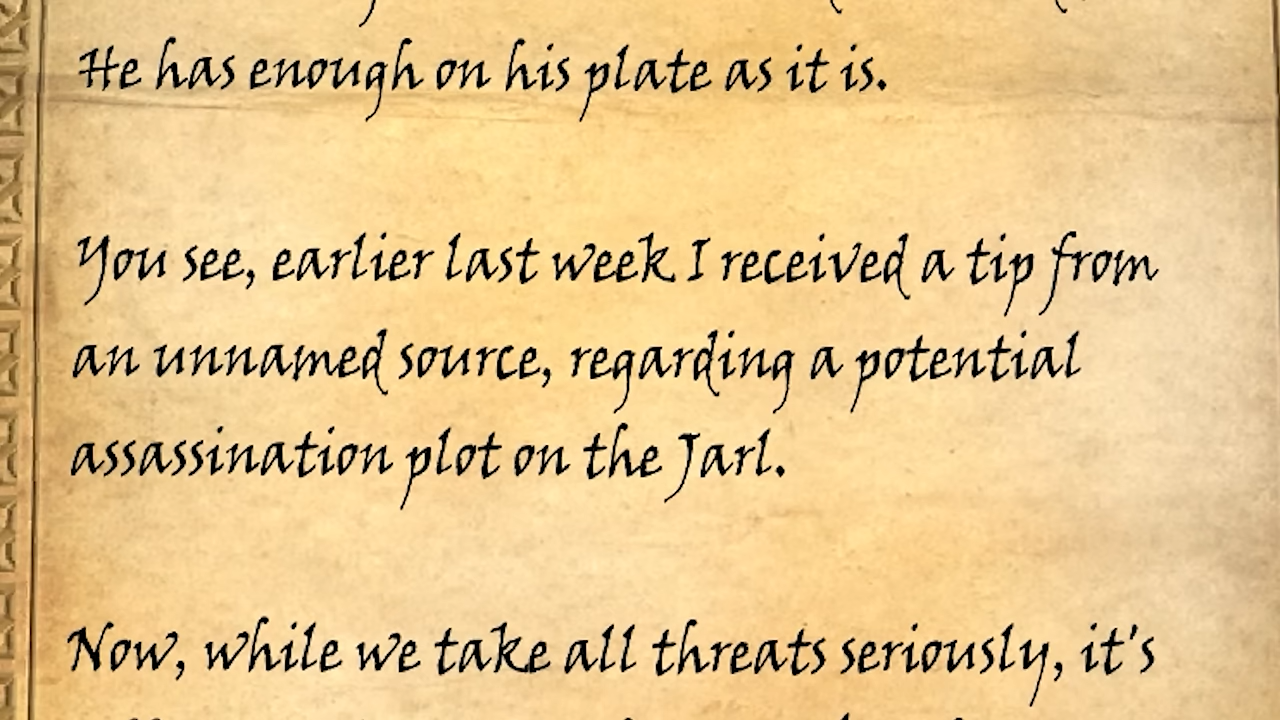 He has enough on his plate as it is.
You see, earlier last week I received a tip from
an unnamed source, regarding a potential
assassination plot on the Jarl.
Now, while we take all threats seriously, it's